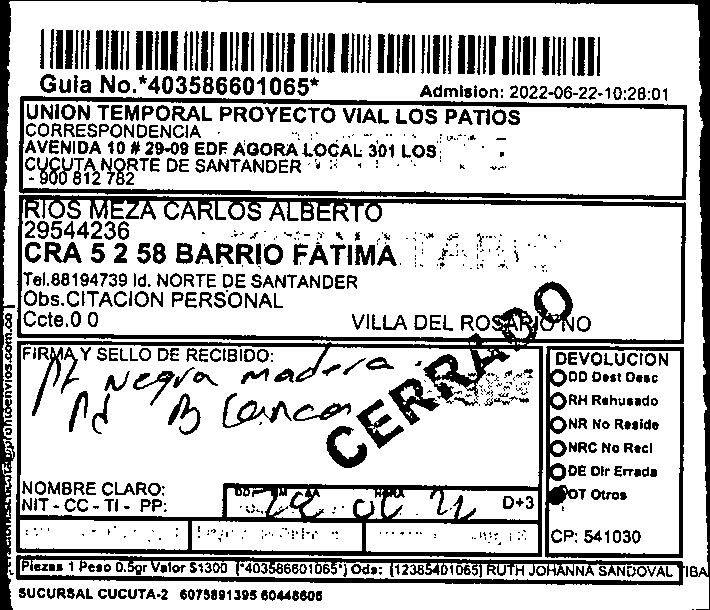 Guia No.*403586601065*
Admision: 2022-06-22-10:28:01
UNION TEMPORAL PROYECTO VIAL LOS PATIOS
CORRESPONDENCIA
AVENIDA 10 # 29-09 EDF AGORA LOCAL 301 LOS
CUCUTA NORTE DE SANTANDER
- 900 812 782
RIOS MEZA CARLOS ALBERTO
29544236
CRA 5 2 58 BARRIO FATIMA
Tel.88194739 Id. NORTE DE SANTANDER
Obs.CITACION PERSONAL
Ccte.0 0
VILLA DEL ROSARIO NO
CERRADO
FIRMA Y SELLO DE RECIBIDO:
Pt Negra madera
Pd Blanca
NOMBRE CLARO:
NIT - CC - TI - PP:
D+3
DEVOLUCION
DD Dest Desc
RH Rehusado
NR No Reside
NRC No Recl
DE Dir Errada
OT Otros
CP: 541030
Piezas 1 Peso 0.5gr Valor $1300 (*403586601065*) Ods: (12385401065) RUTH JOHANNA SANDOVAL TIBA
SUCURSAL CUCUTA-2 6075891395 60448606